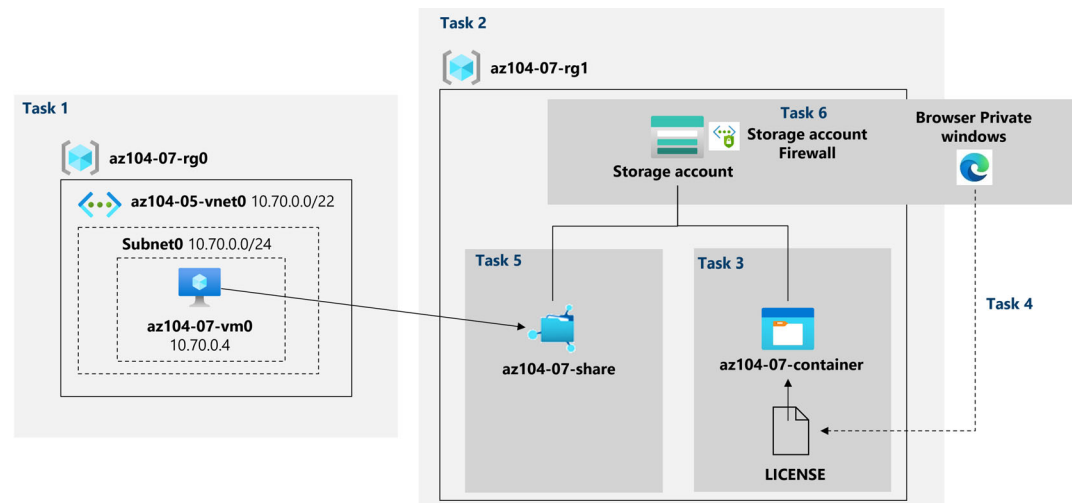 Task 1
az104-07-rg0
az104-05-vnet0 10.70.0.0/22
Subnet0 10.70.0.0/24
az104-07-vm0
10.70.0.4
Task 2
az104-07-rg1
Task 6
Storage account
Firewall
Storage account
Browser Private
windows
Task 5
az104-07-share
Task 3
az104-07-container
LICENSE
Task 4